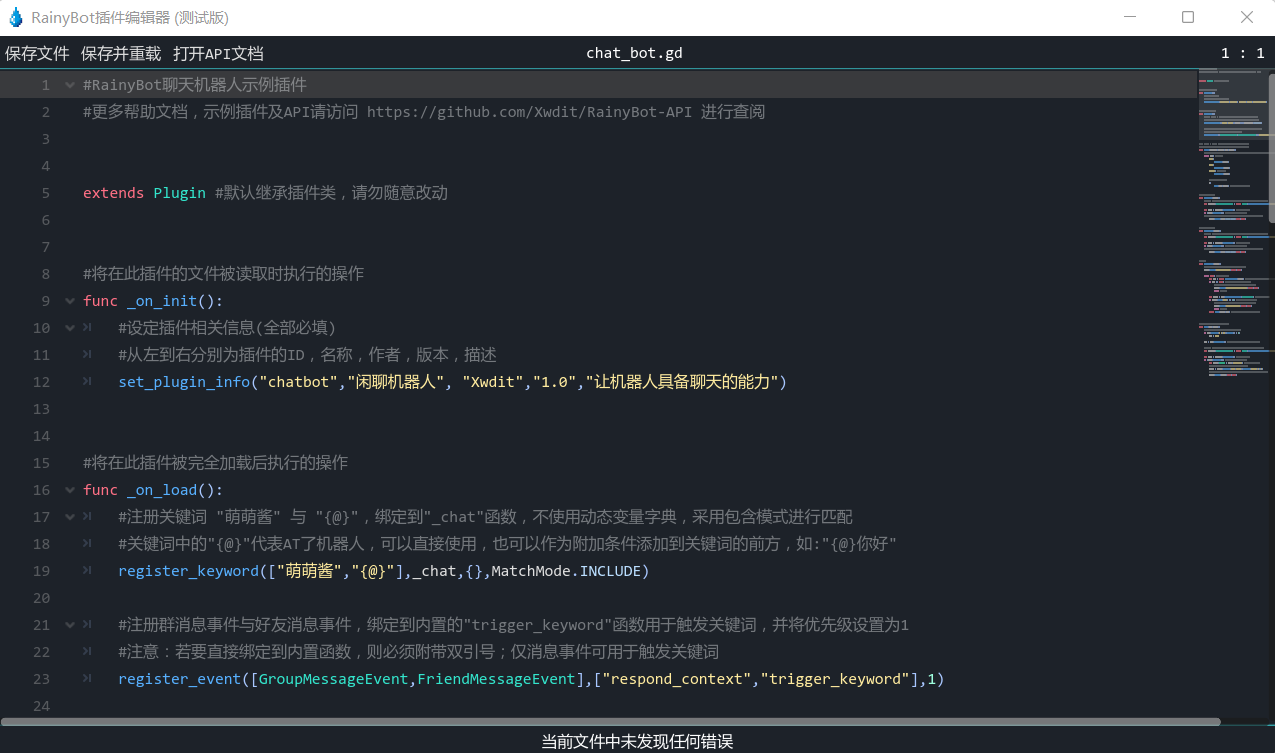 RainyBot插件编辑器 (测试版)
保存文件 保存并重载 打开API文档 chat_bot.gd 1 : 1
1 #RainyBot聊天机器人示例插件
2 #更多帮助文档，示例插件及API请访问 https://github.com/Xwdit/RainyBot-API 进行查阅
3
4
5 extends Plugin #默认继承插件类，请勿随意改动
6
7
8 #将在此插件的文件被读取时执行的操作
9 func _on_init():
10 #设定插件相关信息(全部必填)
11 #从左到右分别为插件的ID，名称，作者，版本，描述
12 set_plugin_info("chatbot","闲聊机器人", "Xwdit","1.0","让机器人具备聊天的能力")
13
14
15 #将在此插件被完全加载后执行的操作
16 func _on_load():
17 #注册关键词 "萌萌酱" 与 "{@}"，绑定到"_chat"函数，不使用动态变量字典，采用包含模式进行匹配
18 #关键词中的"{@}"代表AT了机器人，可以直接使用，也可以作为附加条件添加到关键词的前方，如:"{@}你好"
19 register_keyword(["萌萌酱","{@}"],_chat,{},MatchMode.INCLUDE)
20
21 #注册群消息事件与好友消息事件，绑定到内置的"trigger_keyword"函数用于触发关键词，并将优先级设置为1
22 #注意：若要直接绑定到内置函数，则必须附带双引号；仅消息事件可用于触发关键词
23 register_event([GroupMessageEvent,FriendMessageEvent],["respond_context","trigger_keyword"],1)
24
当前文件中未发现任何错误